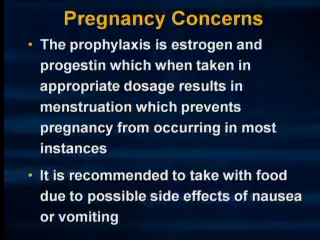 Pregnancy Concerns
• The prophylaxis is estrogen and
progestin which when taken in
appropriate dosage results in
menstruation which prevents
pregnancy from occurring in most
instances
• It is recommended to take with food
due to possible side effects of nausea
or vomiting